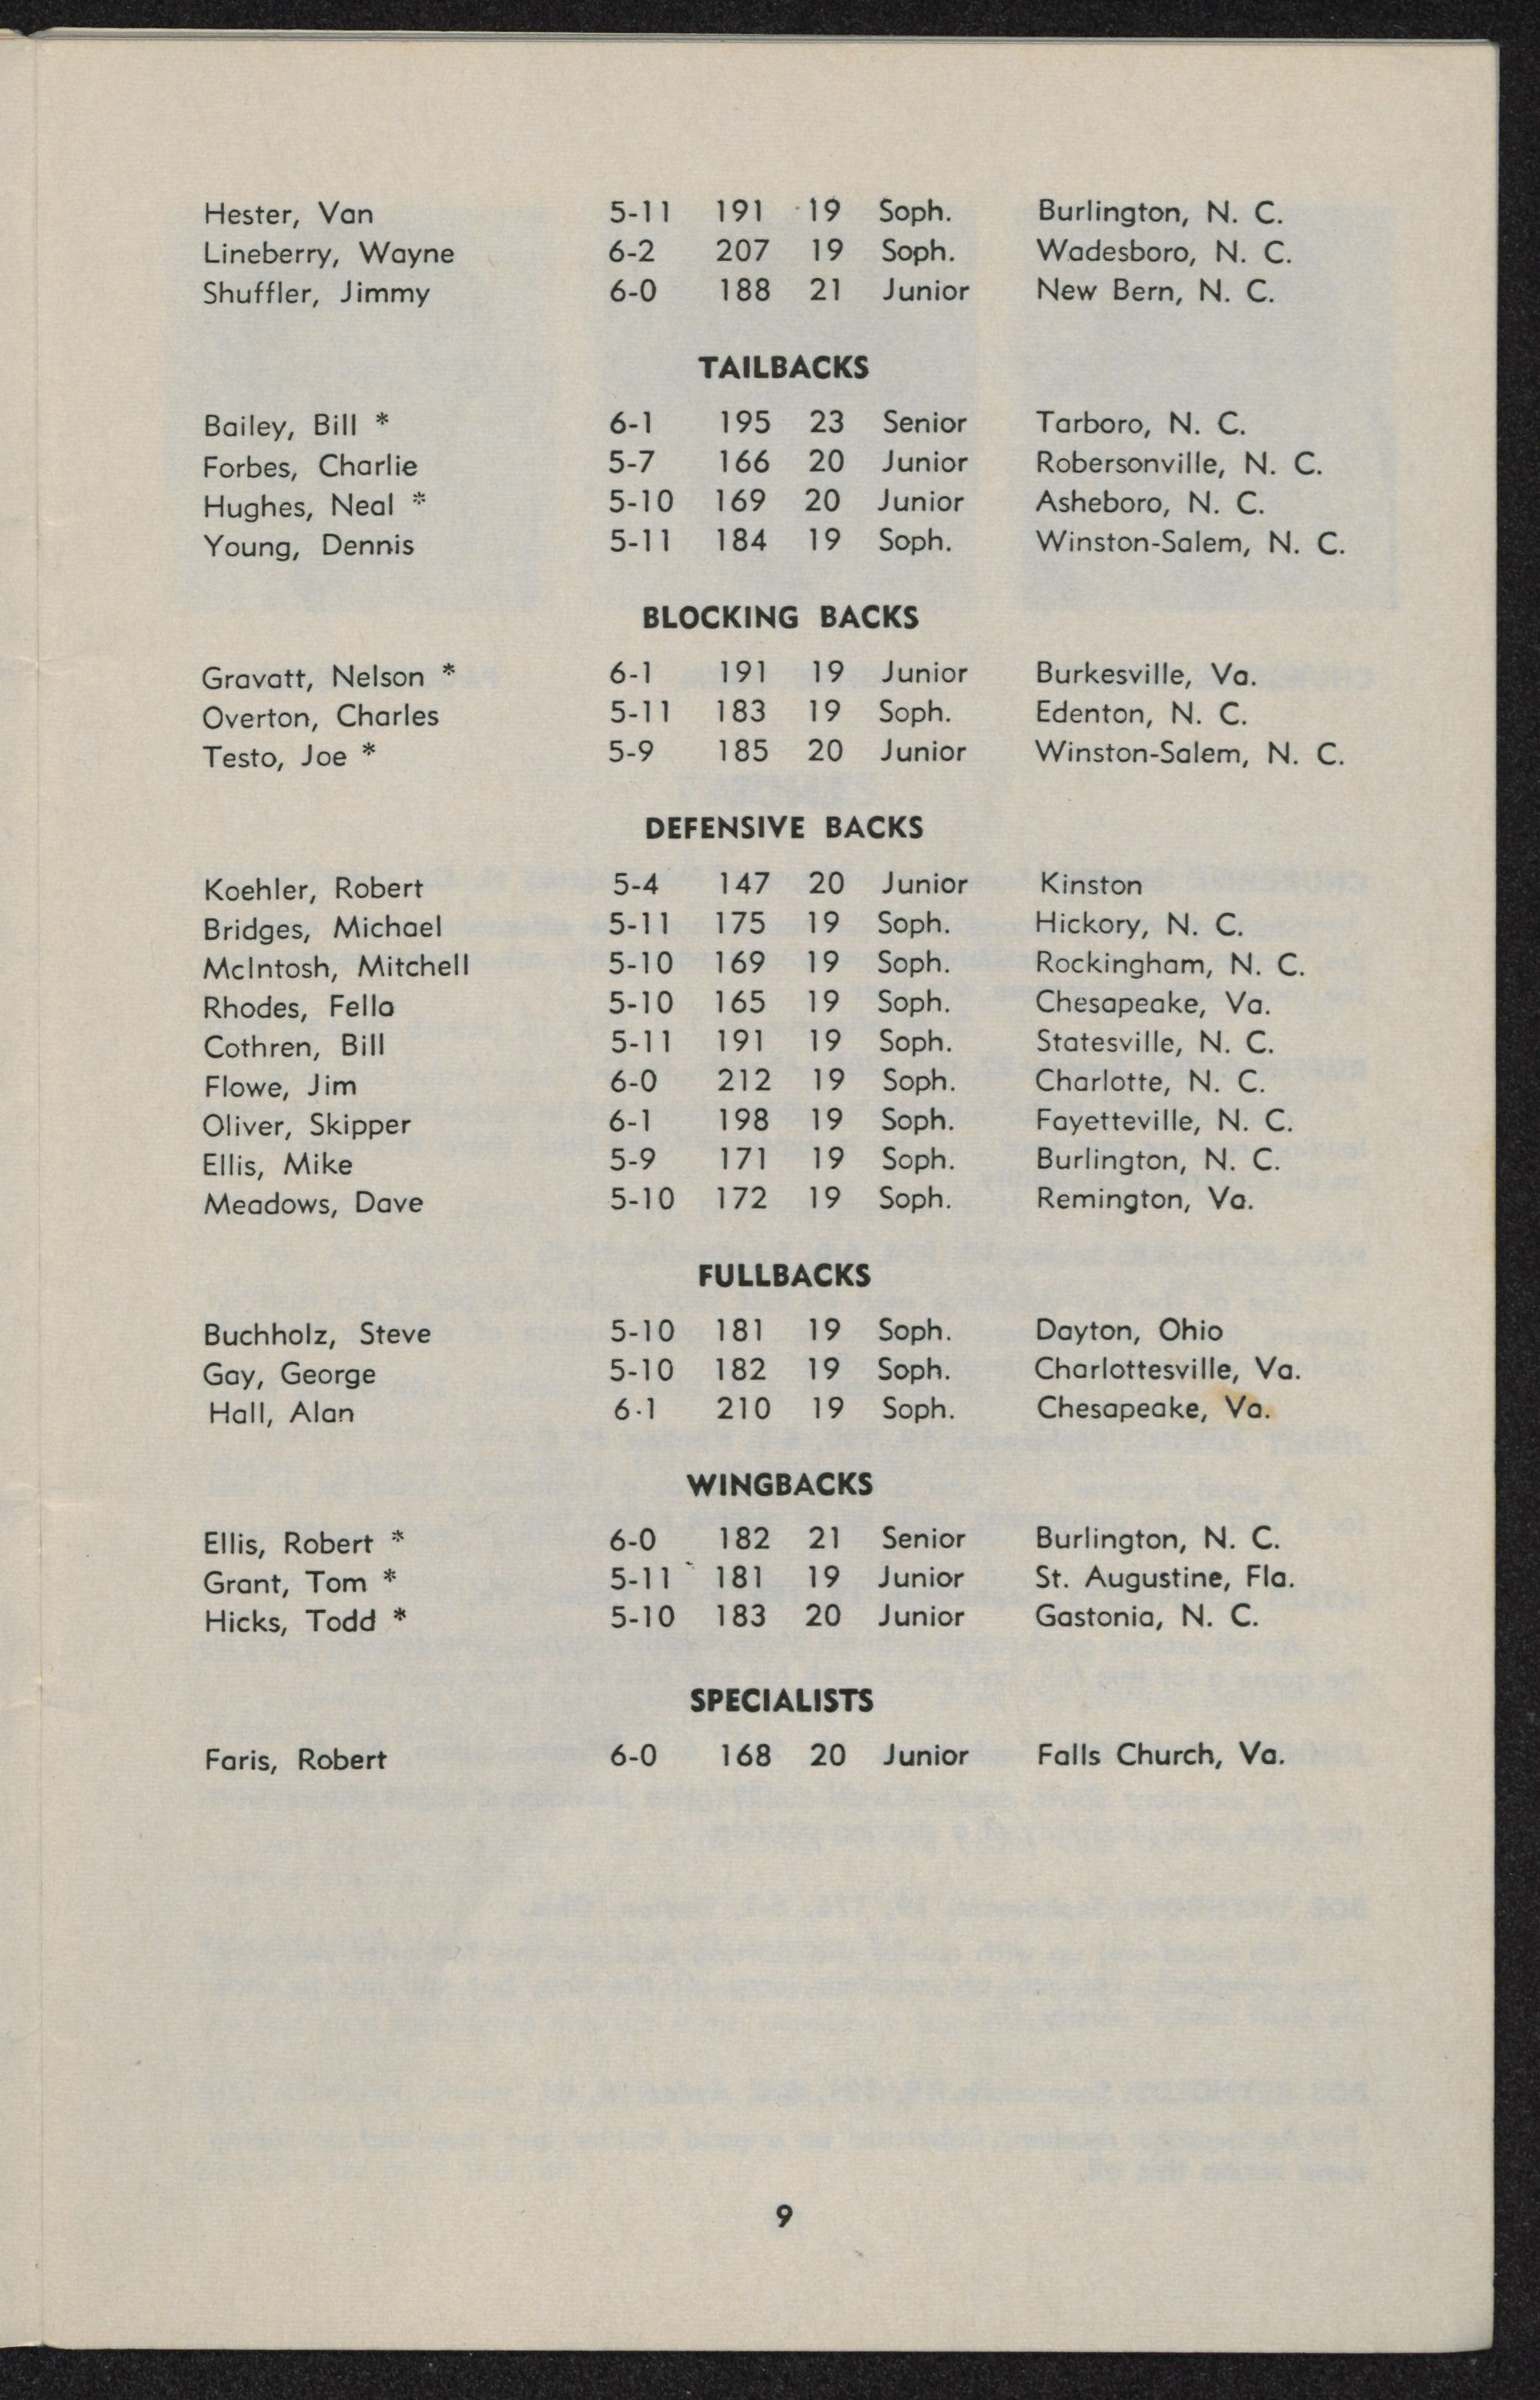 Hester, Van 5-11 191 19 Soph. Burlington, N. C.
Lineberry, Wayne 6-2 207 19 Soph. Wadesboro, N. C.
Shuffler, Jimmy 6-0 188 21 Junior New Bern, N. C.
TAILBACKS
Bailey, Bill * 6-1 195 23 Senior Tarboro, N. C.
Forbes, Charlie 5-7 166 20 Junior Robersonville, N. C.
Hughes, Neal * 5-10 169 20 Junior Asheboro, N. C.
Young, Dennis 5-11 184 19 Soph. Winston-Salem, N. C.
BLOCKING BACKS
Gravatt, Nelson * 6-1 191 19 Junior Burkesville, Va.
Overton, Charles 5-11 183 19 Soph. Edenton, N. C.
Testo, Joe * 5-9 185 20 Junior Winston-Salem, N. C.
DEFENSIVE BACKS
Koehler, Robert 5-4 147 20 Junior Kinston
Bridges, Michael 5-11 175 19 Soph. Hickory, N. C.
McIntosh, Mitchell 5-10 169 19 Soph. Rockingham, N. C.
Rhodes, Fella 5-10 165 19 Soph. Chesapeake, Va.
Cothren, Bill 5-11 191 19 Soph. Statesville, N. C.
Flowe, Jim 6-0 212 19 Soph. Charlotte, N. C.
Oliver, Skipper 6-1 198 19 Soph. Fayetteville, N. C.
Ellis, Mike 5-9 171 19 Soph. Burlington, N. C.
Meadows, Dave 5-10 172 19 Soph. Remington, Va.
FULLBACKS
Buchholz, Steve 5-10 181 19 Soph. Dayton, Ohio
Gay, George 5-10 182 19 Soph. Charlottesville, Va.
Hall, Alan 6-1 210 19 Soph. Chesapeake, Va.
WINGBACKS
Ellis, Robert * 6-0 182 21 Senior Burlington, N. C.
Grant, Tom * 5-11 181 19 Junior St. Augustine, Fla.
Hicks, Todd * 5-10 183 20 Junior Gastonia, N. C.
SPECIALISTS
Faris, Robert 6-0 168 20 Junior Falls Church, Va.
9